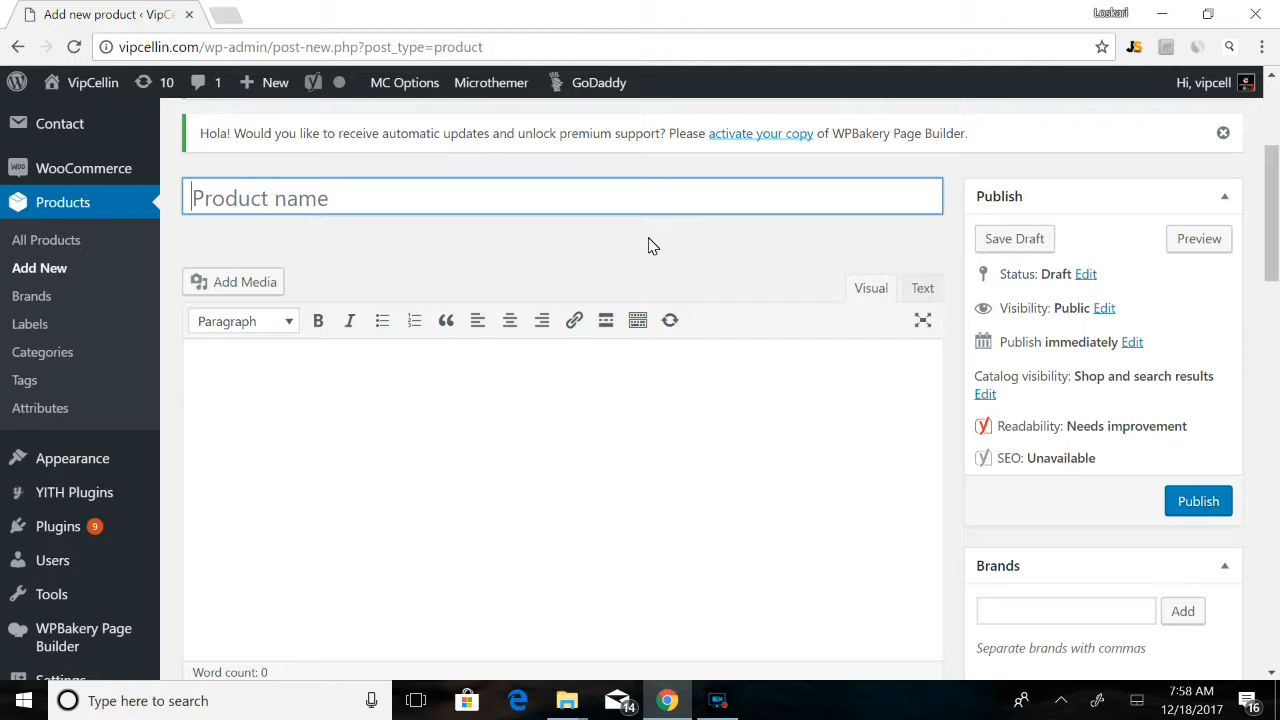 Add new product ‹ VipC
Loskari
vipcellin.com/wp-admin/post-new.php?post_type=product
VipCellin 10 1 New MC Options Microthemer GoDaddy Hi, vipcell
Contact
WooCommerce
Products
All Products
Add New
Brands
Labels
Categories
Tags
Attributes
Appearance
YITH Plugins
Plugins 9
Users
Tools
WPBakery Page
Builder
Settings
Hola! Would you like to receive automatic updates and unlock premium support? Please activate your copy of WPBakery Page Builder.
Product name
Add Media
Visual Text
Paragraph
Word count: 0
Publish
Save Draft Preview
Status: Draft Edit
Visibility: Public Edit
Publish immediately Edit
Catalog visibility: Shop and search results
Edit
Readability: Needs improvement
SEO: Unavailable
Publish
Brands
Add
Separate brands with commas
Type here to search
14
7:58 AM
12/18/2017
16